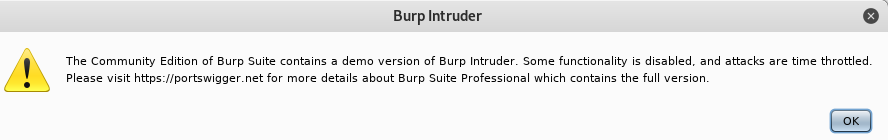 Burp Intruder
The Community Edition of Burp Suite contains a demo version of Burp Intruder. Some functionality is disabled, and attacks are time throttled.
Please visit https://portswigger.net for more details about Burp Suite Professional which contains the full version.
OK